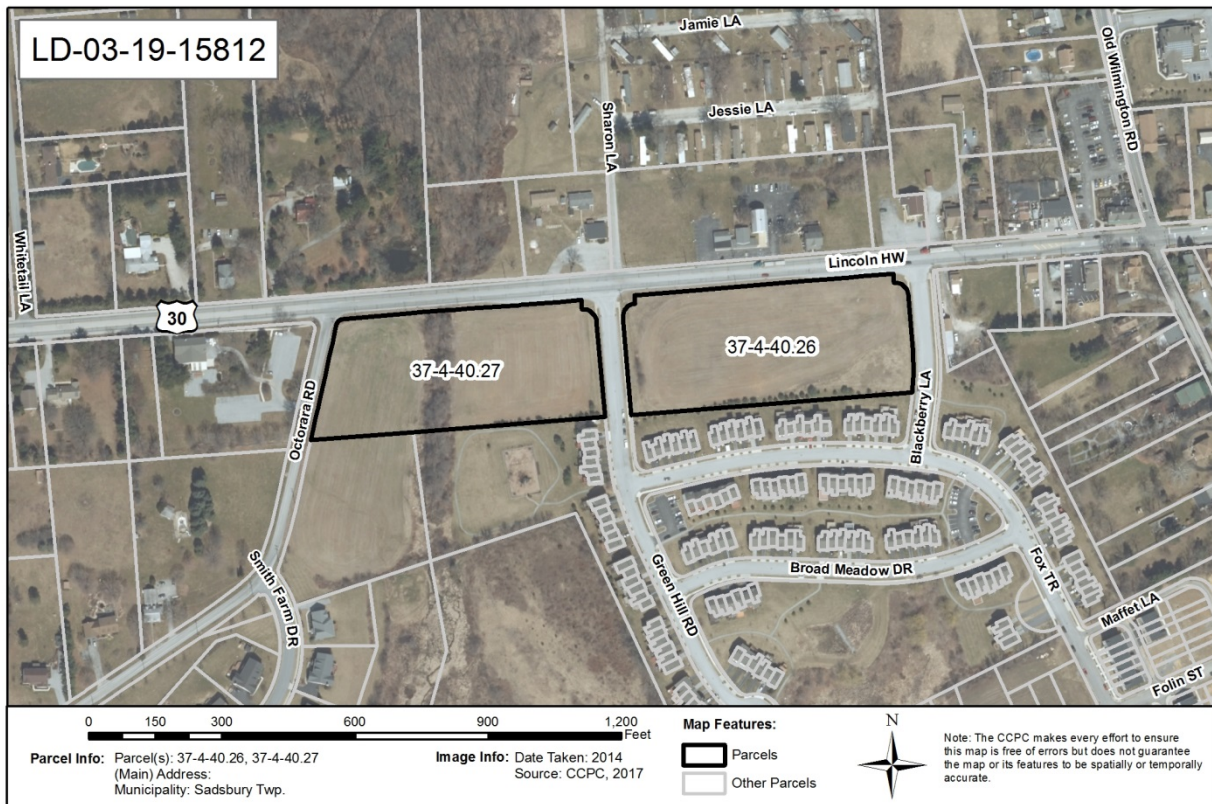 LD-03-19-15812
Jamie LA
Old Wilmington RD
Jessie LA
Sharon LA
Whitetail LA
Lincoln HW
30
37-4-40.27
37-4-40.26
Octorara RD
Blackberry LA
Smith Farm DR
Green Hill RD
Broad Meadow DR
Fox TR
Maffet LA
Folin ST
0 150 300 600 900 1,200
Feet
Parcel Info: Parcel(s): 37-4-40.26, 37-4-40.27
(Main) Address:
Municipality: Sadsbury Twp.
Image Info: Date Taken: 2014
Source: CCPC, 2017
Map Features:
Parcels
Other Parcels
N
Note: The CCPC makes every effort to ensure
this map is free of errors but does not guarantee
the map or its features to be spatially or temporally
accurate.